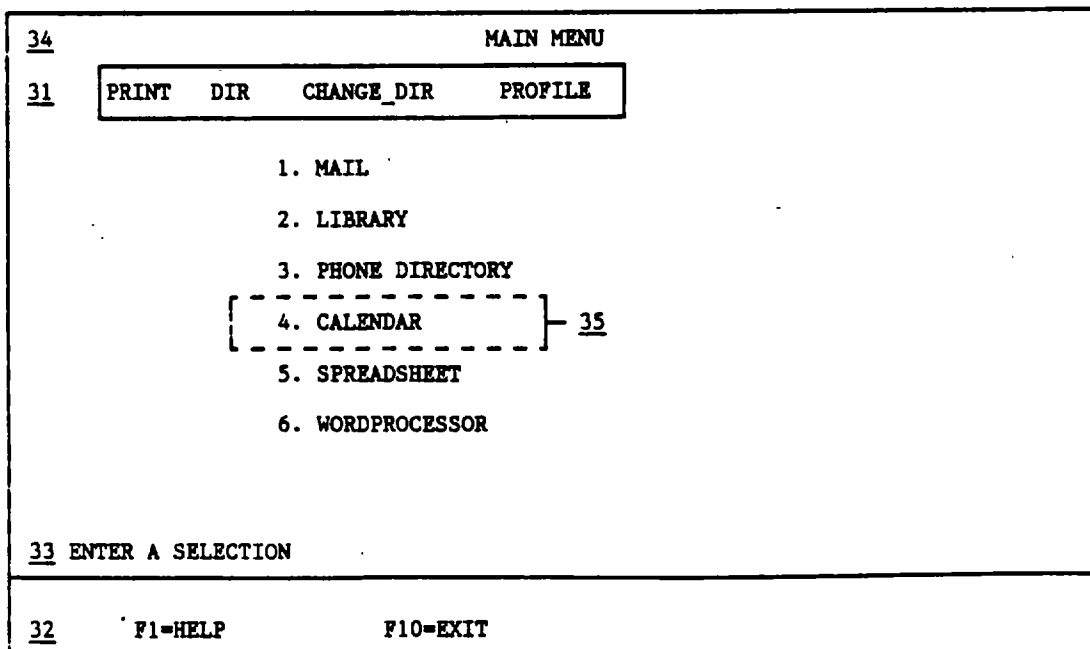 34 MAIN MENU
31 PRINT DIR CHANGE_DIR PROFILE
1. MAIL
2. LIBRARY
3. PHONE DIRECTORY
4. CALENDAR 35
5. SPREADSHEET
6. WORDPROCESSOR
33 ENTER A SELECTION
32 F1=HELP F10=EXIT